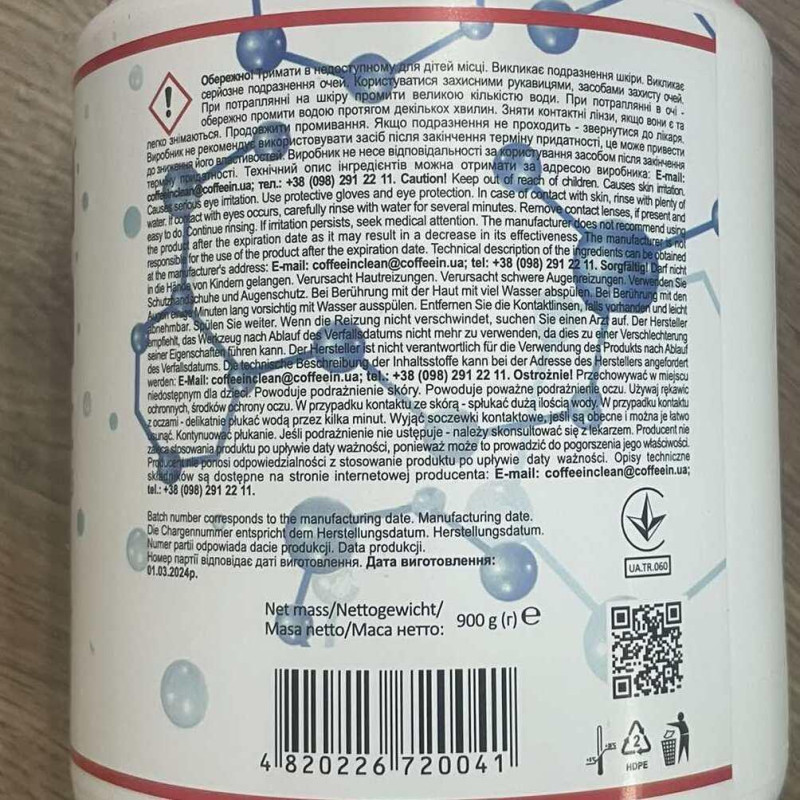 Обережно! Тримати в недоступному для дітей місці. Викликає подразнення шкіри. Викликає
серйозне подразнення очей. Користуватися захисними рукавицями, засобами захисту очей.
При потраплянні на шкіру промити великою кількістю води. При потраплянні в очі -
обережно промити водою протягом декількох хвилин. Зняти контактні лінзи, якщо вони є та
легко знімаються. Продовжити промивання. Якщо подразнення не проходить - звернутися до лікаря.
Виробник не рекомендує використовувати засіб після закінчення терміну придатності, це може привести
до зниження його властивостей. Виробник не несе відповідальності за користування засобом після закінчення
терміну придатності. Технічний опис інгредієнтів можна отримати за адресою виробника: E-mail:
coffeeinclean@coffeein.ua; тел.: +38 (098) 291 22 11. Caution! Keep out of reach of children. Causes skin irritation.
Causes serious eye irritation. Use protective gloves and eye protection. In case of contact with skin, rinse with plenty of
water. If contact with eyes occurs, carefully rinse with water for several minutes. Remove contact lenses, if present and
easy to do. Continue rinsing. If irritation persists, seek medical attention. The manufacturer does not recommend using
the product after the expiration date as it may result in a decrease in its effectiveness. The manufacturer is not
responsible for the use of the product after the expiration date. Technical description of the ingredients can be obtained
at the manufacturer's address: E-mail: coffeeinclean@coffeein.ua; tel: +38 (098) 291 22 11. Sorgfältig! Darf nicht
in die Hände von Kindern gelangen. Verursacht Hautreizungen. Verursacht schwere Augenreizungen. Verwenden Sie
Schutzhandschuhe und Augenschutz. Bei Berührung mit der Haut mit viel Wasser abspülen. Bei Berührung mit den
Augen einige Minuten lang vorsichtig mit Wasser ausspülen. Entfernen Sie die Kontaktlinsen, falls vorhanden und leicht
abnehmbar. Spülen Sie weiter. Wenn die Reizung nicht verschwindet, suchen Sie einen Arzt auf. Der Hersteller
empfiehlt, das Werkzeug nach Ablauf des Verfallsdatums nicht mehr zu verwenden, da dies zu einer Verschlechterung
seiner Eigenschaften führen kann. Der Hersteller ist nicht verantwortlich für die Verwendung des Produkts nach Ablauf
des Verfallsdatums. Die technische Beschreibung der Inhaltsstoffe kann bei der Adresse des Herstellers angefordert
werden: E-Mail: coffeeinclean@coffeein.ua; tel.: +38 (098) 291 22 11. Ostrożnie! Przechowywać w miejscu
niedostępnym dla dzieci. Powoduje podrażnienie skóry. Powoduje poważne podrażnienie oczu. Używaj rękawic
ochronnych, środków ochrony oczu. W przypadku kontaktu ze skórą - spłukać dużą ilością wody. W przypadku kontaktu
z oczami - delikatnie płukać wodą przez kilka minut. Wyjąć soczewki kontaktowe, jeśli są obecne i można je łatwo
usunąć. Kontynuować płukanie. Jeśli podrażnienie nie ustępuje - należy skonsultować się z lekarzem. Producent nie
zaleca stosowania produktu po upływie daty ważności, ponieważ może to prowadzić do pogorszenia jego właściwości.
Producent nie ponosi odpowiedzialności z stosowanie produktu po upływie daty ważności. Opisy techniczne
składników są dostępne na stronie internetowej producenta: E-mail: coffeeinclean@coffeein.ua;
tel.: +38 (098) 291 22 11.
Batch number corresponds to the manufacturing date. Manufacturing date.
Die Chargennummer entspricht dem Herstellungsdatum. Herstellungsdatum.
Numer partii odpowiada dacie produkcji. Data produkcji.
Номер партії відповідає даті виготовлення. Дата виготовлення:
01.03.2024р.
UA.TR.060
Net mass/Nettogewicht/
Masa netto/Маса нетто: 900 g (г) e
4 820226 720041
2
HDPE